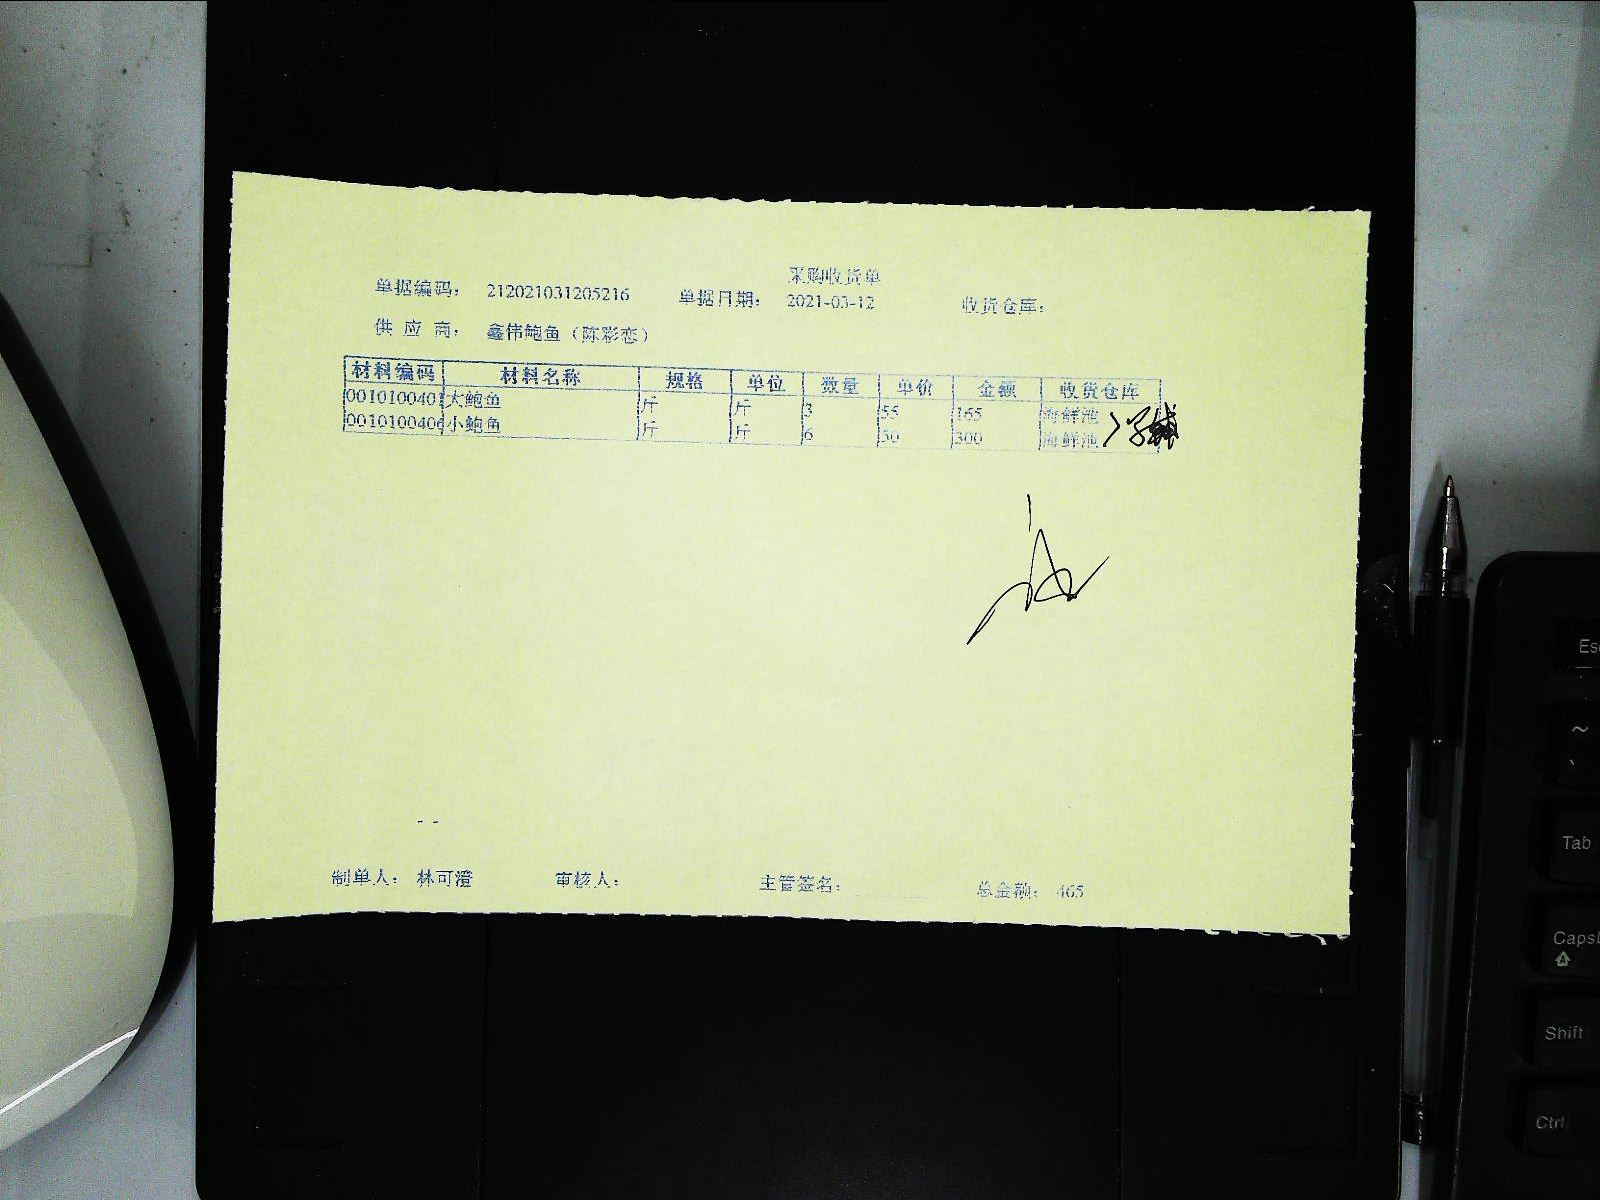 采购收货单
单据编码： 212021031205216 单据日期： 2021-03-12 收货仓库：
供 应 商： 鑫伟鲍鱼（陈彩恋）
材料编码 材料名称 规格 单位 数量 单价 金额 收货仓库
0010100401 大鲍鱼 斤 斤 3 55 165 海鲜池
0010100406 小鲍鱼 斤 斤 6 50 300 海鲜池
- -
制单人： 林可澄 审核人： 主管签名： 总金额： 465
Esc
~
Tab
Caps
Shift
Ctrl